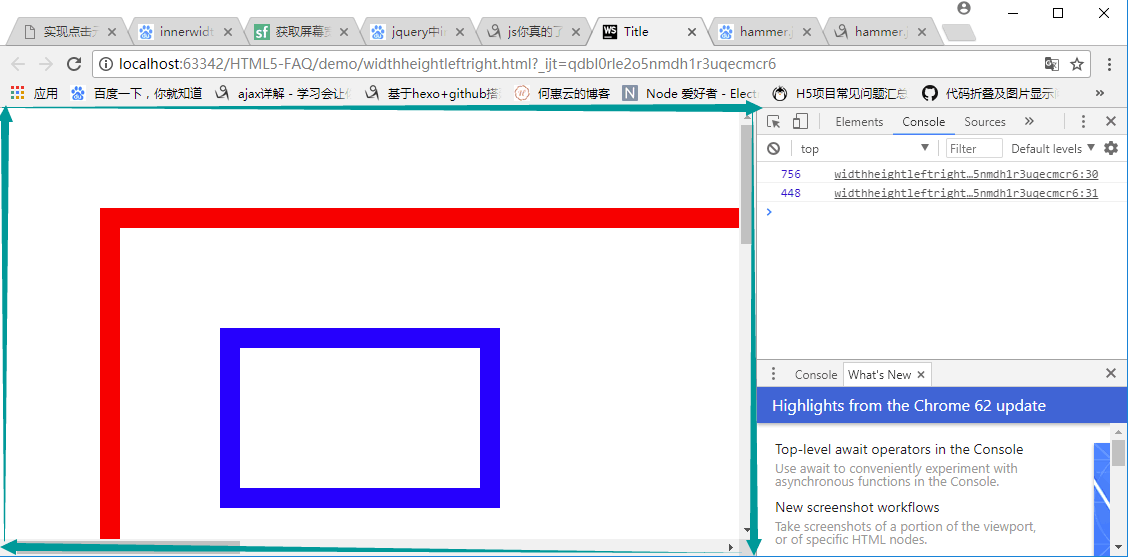 实现点击元
innerwidt
获取屏幕宽
jquery中in
js你真的了
WS
Title
hammer.j
hammer.j
localhost:63342/HTML5-FAQ/demo/widthheightleftright.html?_ijt=qdbl0rle2o5nmdh1r3uqecmcr6
应用
百度一下，你就知道
ajax详解 - 学习会让你
基于hexo+github搭
何惠云的博客
N
Node 爱好者 - Elect
H5项目常见问题汇总
代码折叠及图片显示
»
Elements
Console
Sources
»
top
Filter
Default levels
756
widthheightleftright…5nmdh1r3uqecmcr6:30
448
widthheightleftright…5nmdh1r3uqecmcr6:31
Console
What's New
Highlights from the Chrome 62 update
Top-level await operators in the Console
Use await to conveniently experiment with
asynchronous functions in the Console.
New screenshot workflows
Take screenshots of a portion of the viewport,
or of specific HTML nodes.